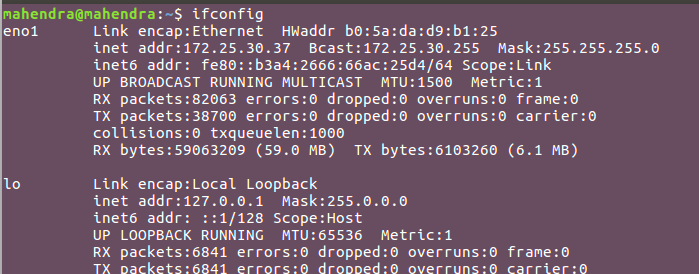 mahendra@mahendra:~$ ifconfig
eno1      Link encap:Ethernet  HWaddr b0:5a:da:d9:b1:25
          inet addr:172.25.30.37  Bcast:172.25.30.255  Mask:255.255.255.0
          inet6 addr: fe80::b3a4:2666:66ac:25d4/64 Scope:Link
          UP BROADCAST RUNNING MULTICAST  MTU:1500  Metric:1
          RX packets:82063 errors:0 dropped:0 overruns:0 frame:0
          TX packets:38700 errors:0 dropped:0 overruns:0 carrier:0
          collisions:0 txqueuelen:1000
          RX bytes:59063209 (59.0 MB)  TX bytes:6103260 (6.1 MB)
lo        Link encap:Local Loopback
          inet addr:127.0.0.1  Mask:255.0.0.0
          inet6 addr: ::1/128 Scope:Host
          UP LOOPBACK RUNNING  MTU:65536  Metric:1
          RX packets:6841 errors:0 dropped:0 overruns:0 frame:0
          TX packets:6841 errors:0 dropped:0 overruns:0 carrier:0